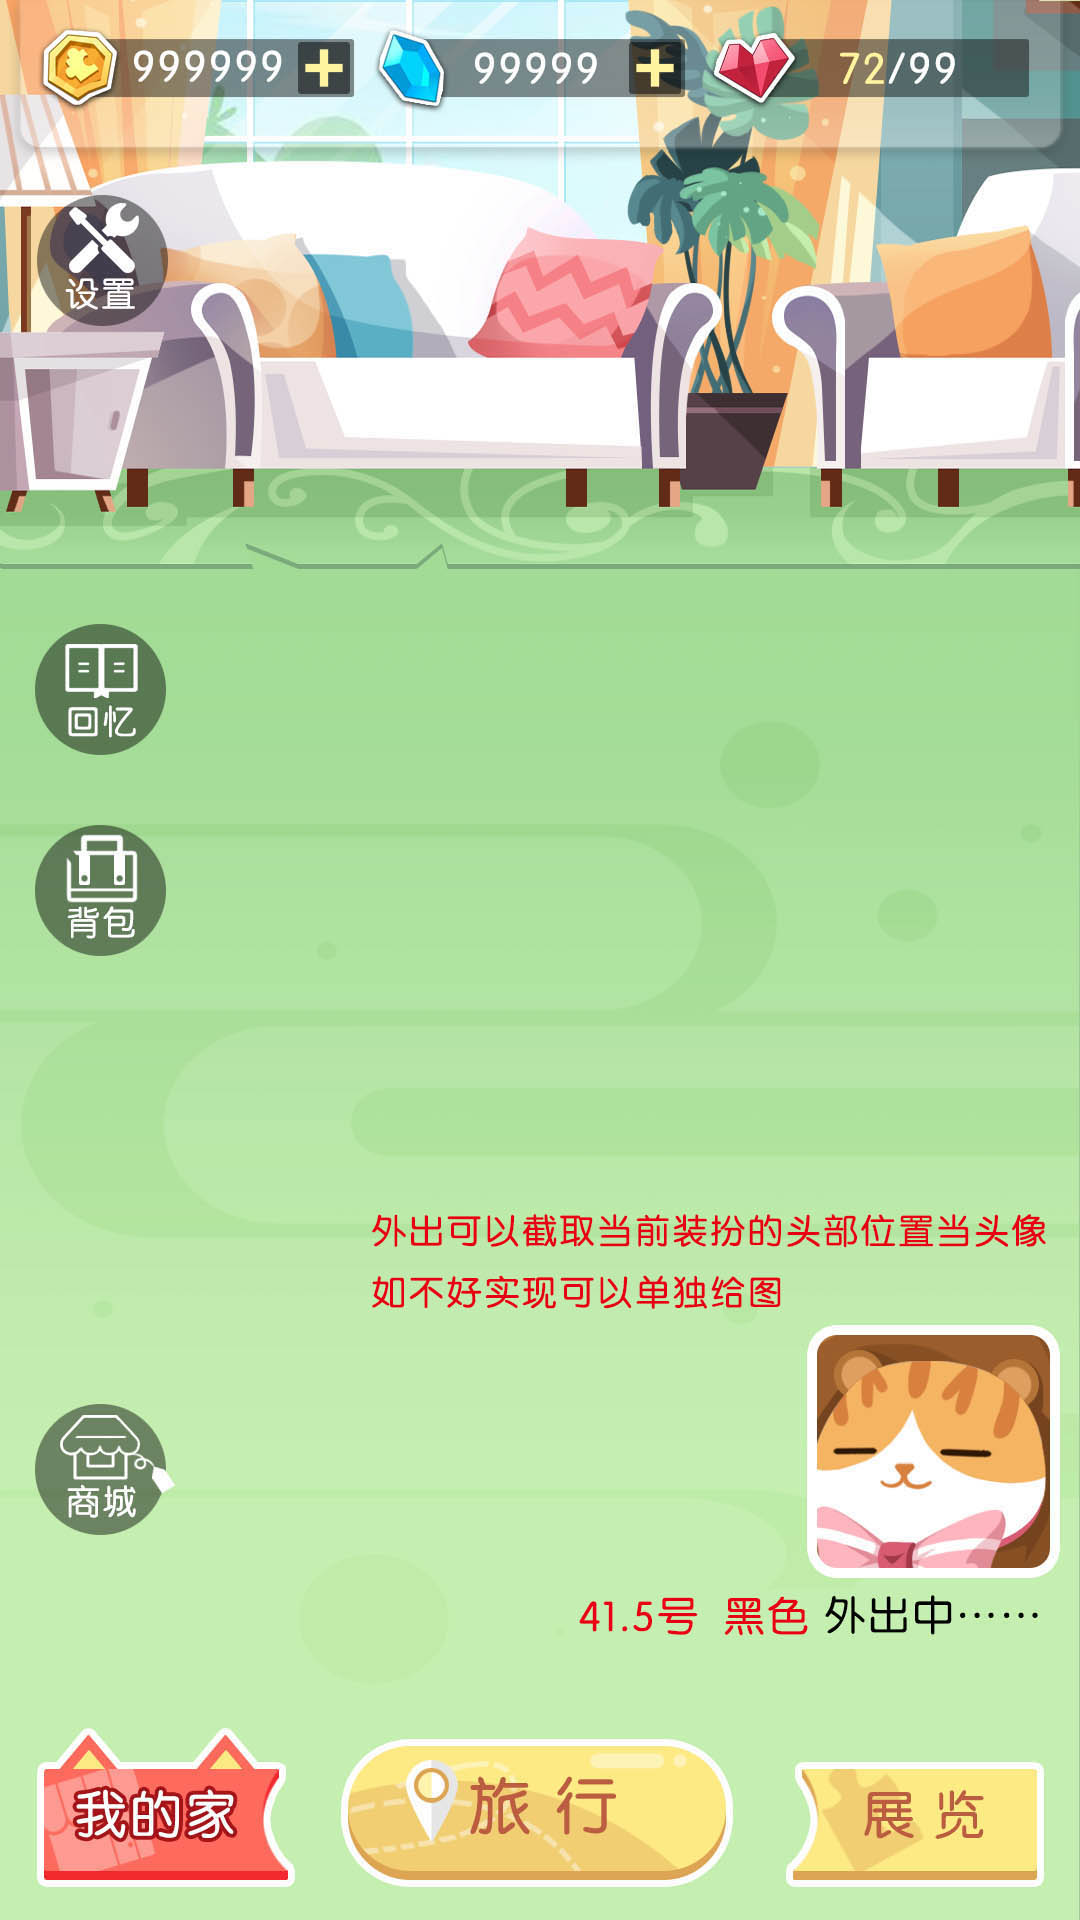 999999 99999 72/99
设置
回忆
背包
外出可以截取当前装扮的头部位置当头像
如不好实现可以单独给图
商城
41.5号 黑色 外出中……
我的家 旅行 展览